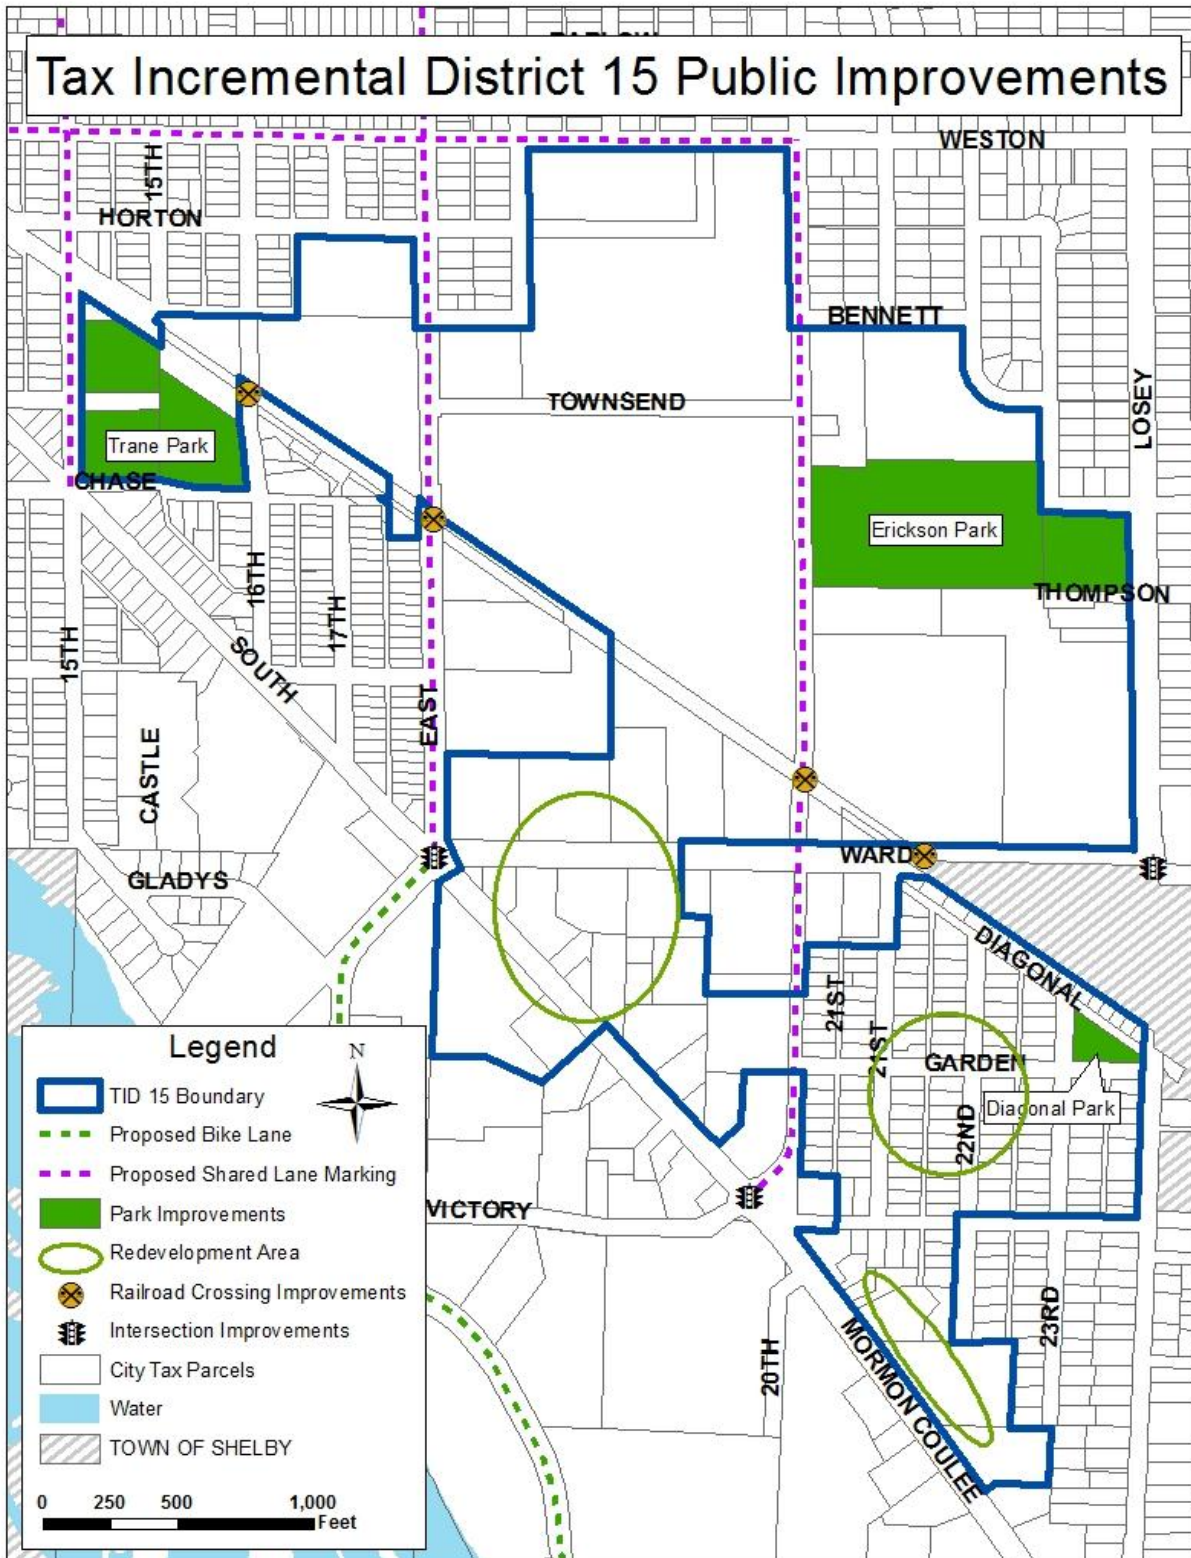 Tax Incremental District 15 Public Improvements
WESTON
15TH
HORTON
BENNETT
TOWNSEND
LOSEY
Trane Park
CHASE
Erickson Park
THOMPSON
16TH
17TH
15TH
SOUTH
EAST
CASTLE
WARD
GLADYS
DIAGONAL
21ST
21ST
GARDEN
Diagonal Park
22ND
VICTORY
23RD
20TH
MORMON COULEE
Legend
N
TID 15 Boundary
Proposed Bike Lane
Proposed Shared Lane Marking
Park Improvements
Redevelopment Area
Railroad Crossing Improvements
Intersection Improvements
City Tax Parcels
Water
TOWN OF SHELBY
0 250 500 1,000
Feet